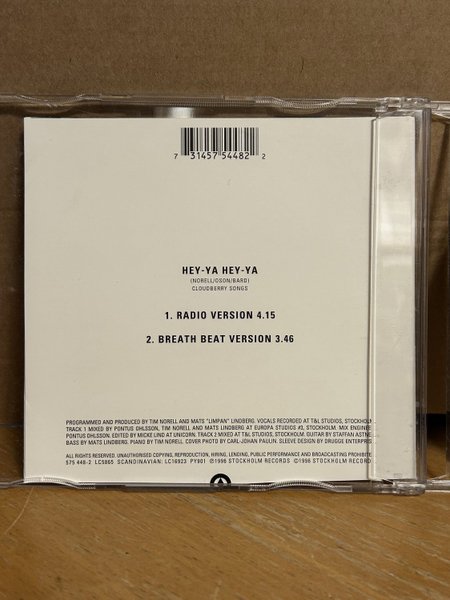 7 31457 54482 2
HEY-YA HEY-YA
(NORELL/OSON/BARD)
CLOUDBERRY SONGS
1. RADIO VERSION 4.15
2. BREATH BEAT VERSION 3.46
PROGRAMMED AND PRODUCED BY TIM NORELL AND MATS "LIMPAN" LINDBERG. VOCALS RECORDED AT T&L STUDIOS, STOCKHOLM
TRACK 1 MIXED BY PONTUS OHLSSON, TIM NORELL AND MATS LINDBERG AT EUROPA STUDIOS #3, STOCKHOLM. MIX ENGINEE
PONTUS OHLSSON. EDITED BY MICKE LIND AT UNICORN. TRACK 2 MIXED AT T&L STUDIOS, STOCKHOLM. GUITAR BY STAFFAN ASTNE
BASS BY MATS LINDBERG. PIANO BY TIM NORELL. COVER PHOTO BY CARL-JOHAN PAULIN. SLEEVE DESIGN BY DRUGGE ENTERPRIS
ALL RIGHTS RESERVED. UNAUTHORISED COPYING, REPRODUCTION, HIRING, LENDING, PUBLIC PERFORMANCE AND BROADCASTING PROHIBITE
575 448-2 LC5865 SCANDINAVIAN: LC16923 PY901 ℗1996 STOCKHOLM RECORDS ©1996 STOCKHOLM RECORD